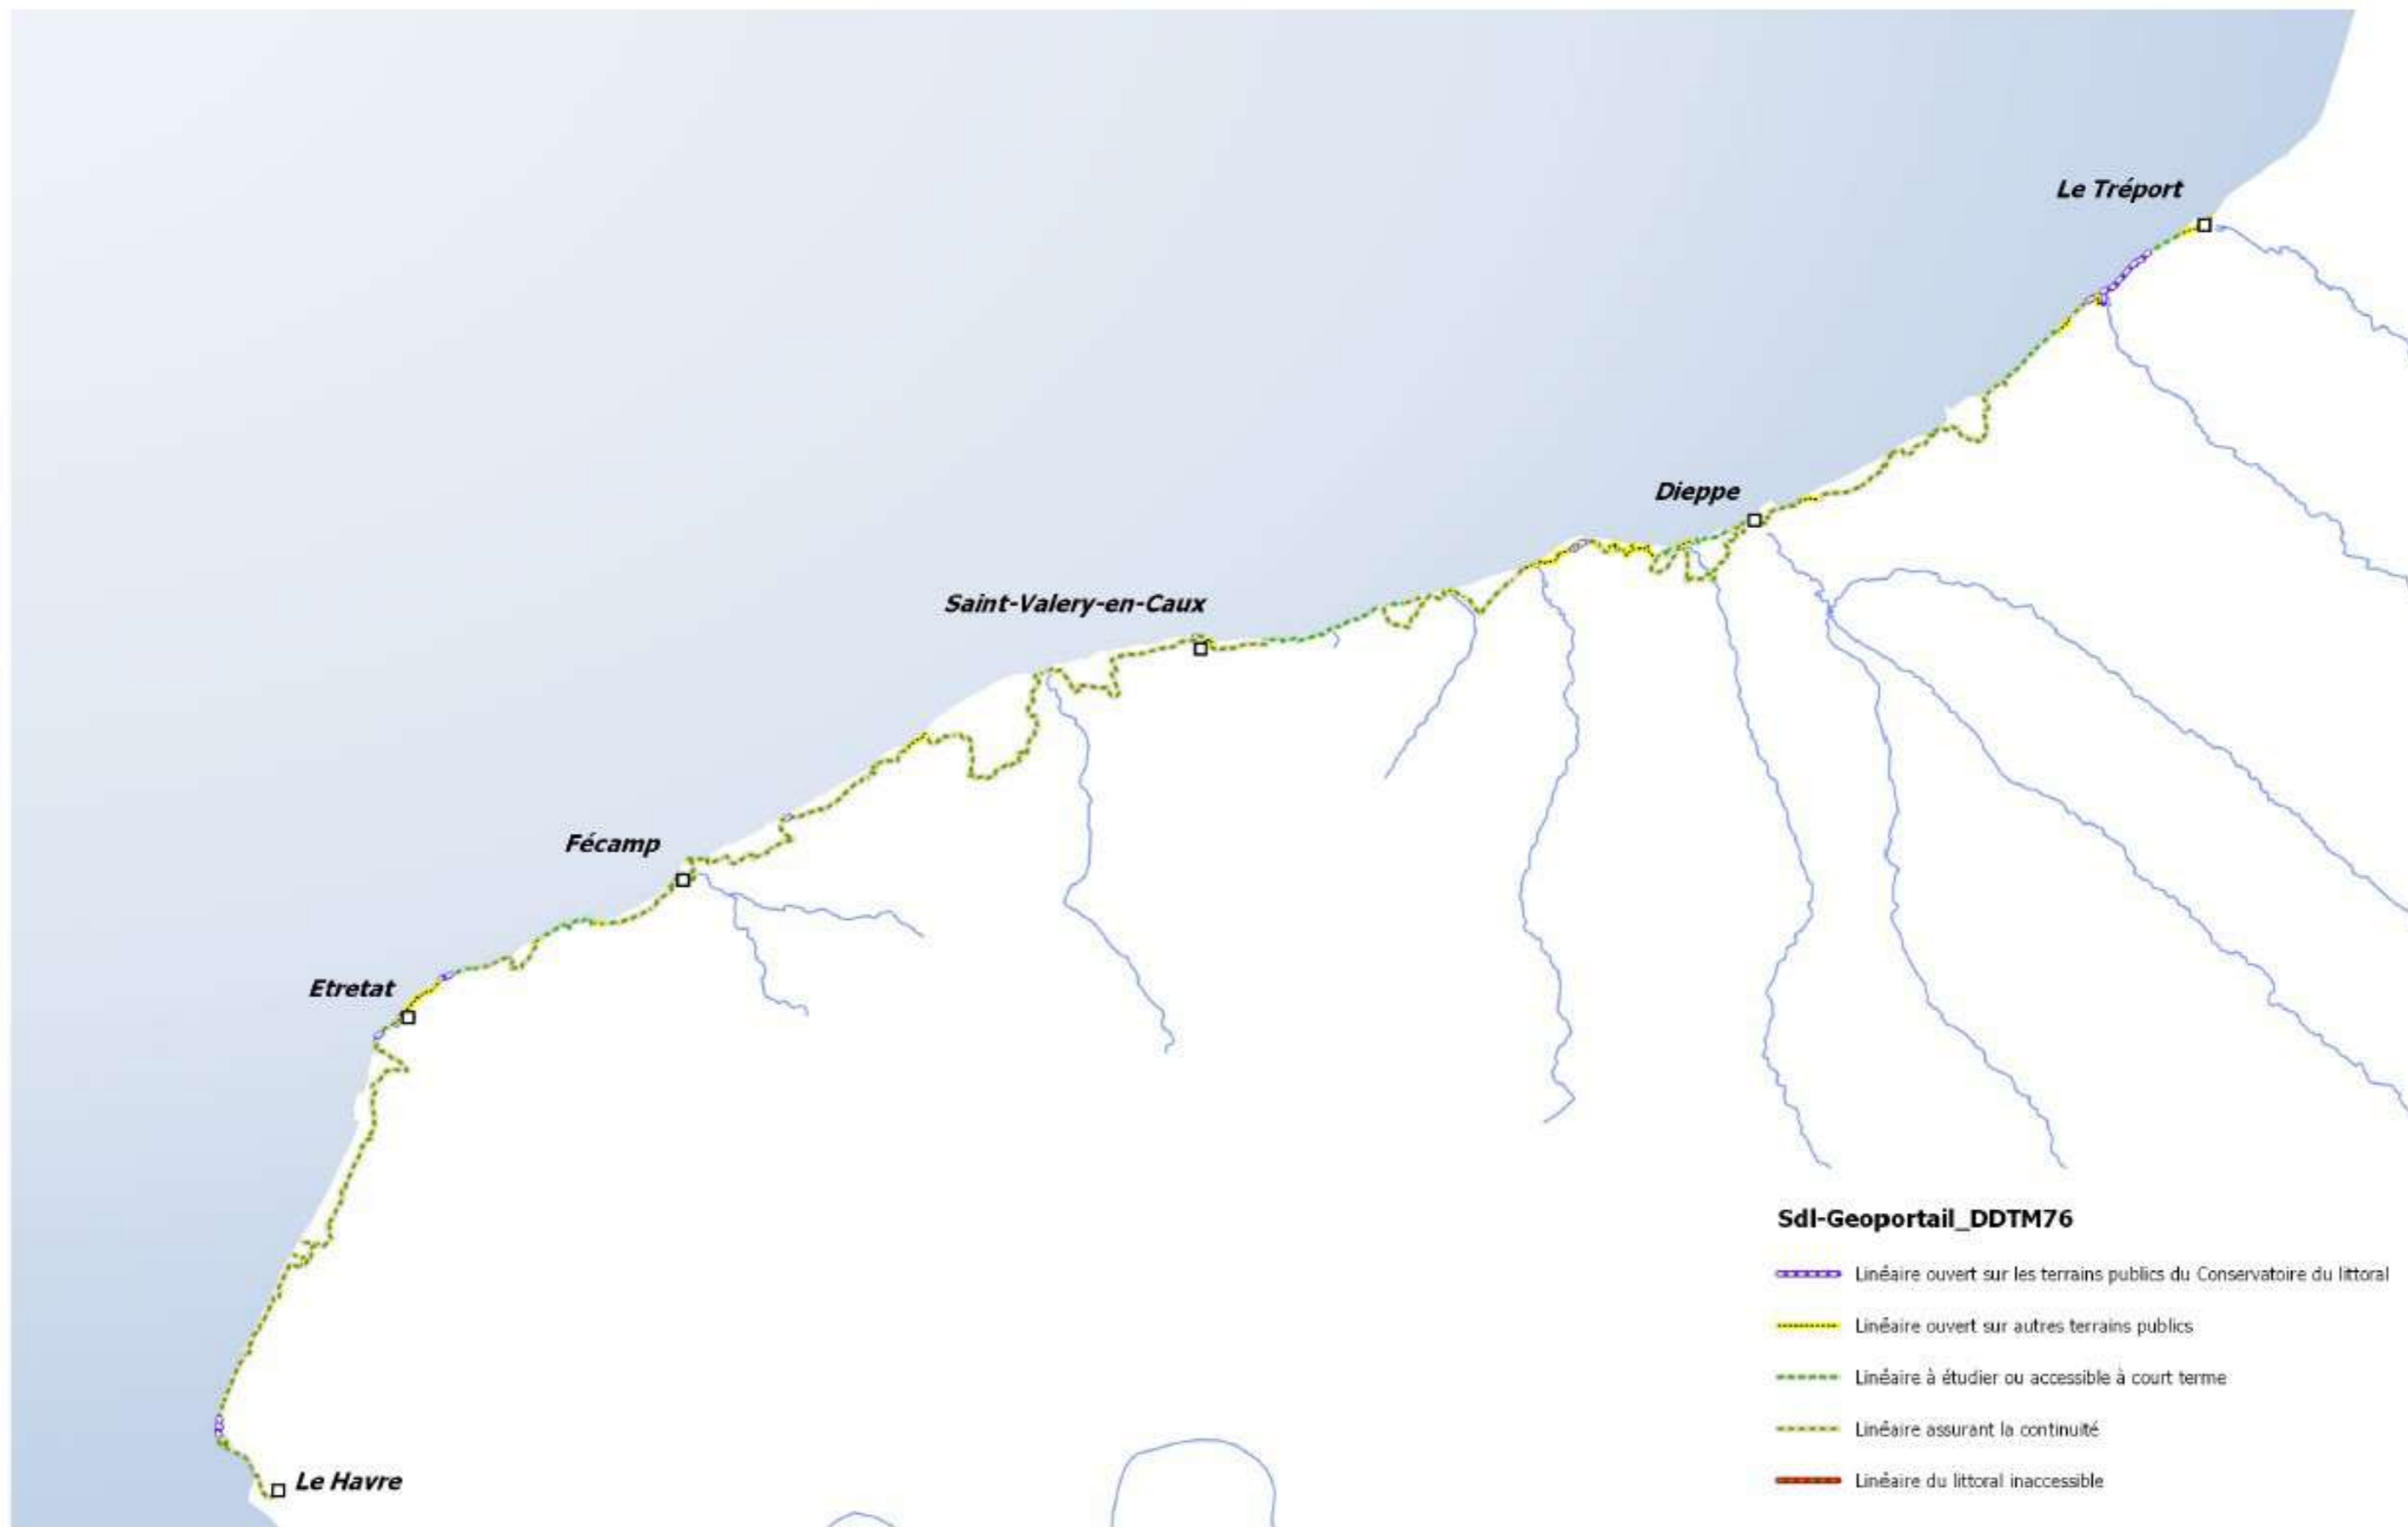 Le Tréport
Dieppe
Saint-Valery-en-Caux
Fécamp
Etretat
Le Havre
Sdl-Geoportail_DDTM76
Linéaire ouvert sur les terrains publics du Conservatoire du littoral
Linéaire ouvert sur autres terrains publics
Linéaire à étudier ou accessible à court terme
Linéaire assurant la continuité
Linéaire du littoral inaccessible